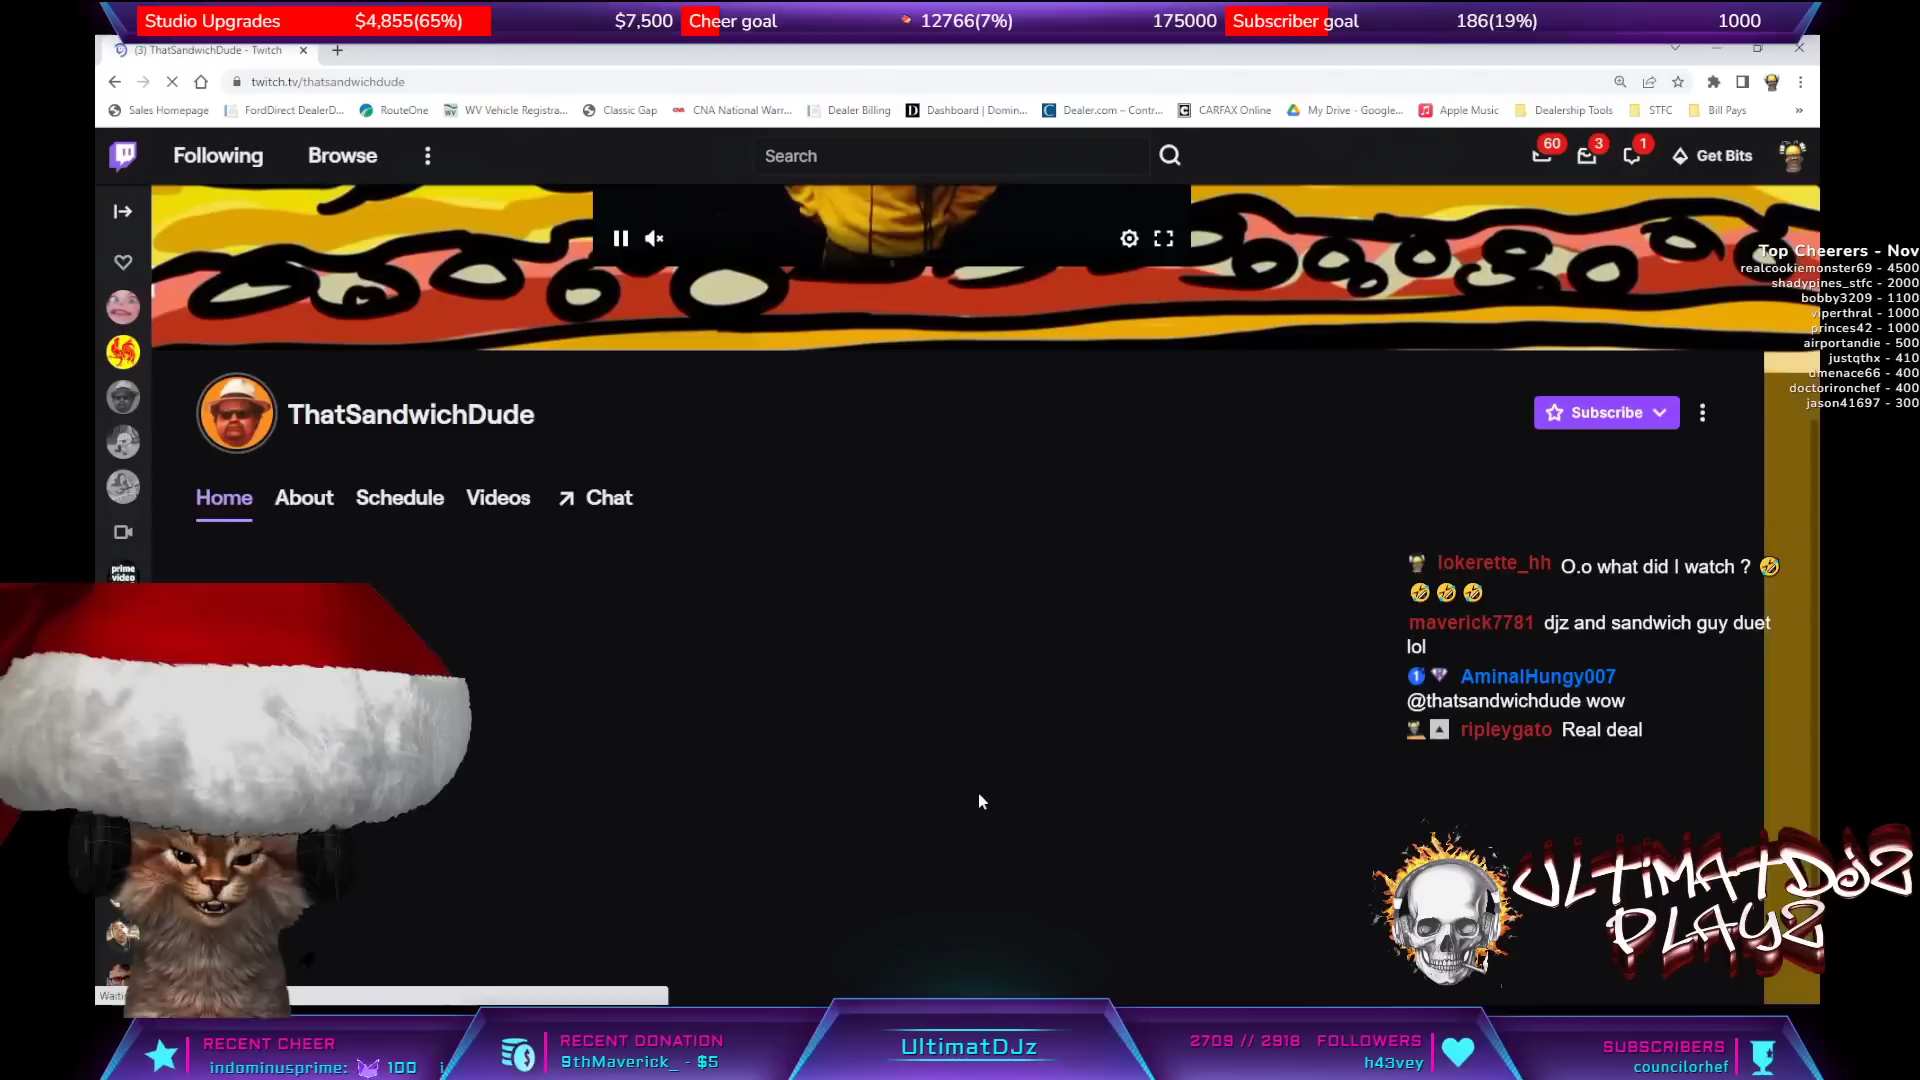 Studio Upgrades $4,855(65%) $7,500 Cheer goal 12766(7%) 175000 Subscriber goal 186(19%) 1000
(3) ThatSandwichDude - Twitch
twitch.tv/thatsandwichdude
Sales Homepage FordDirect DealerD... RouteOne WV Vehicle Registra... Classic Gap CNA National Warr... Dealer Billing Dashboard | Domin... Dealer.com – Contr... CARFAX Online My Drive - Google... Apple Music Dealership Tools STFC Bill Pays »
Following Browse Search 60 3 1 Get Bits
Top Cheerers - Nov
realcookiemonster69 - 4500
shadypines_stfc - 2000
bobby3209 - 1100
viperthral - 1000
princes42 - 1000
airportandie - 500
justqthx - 410
dmenace66 - 400
doctorironchef - 400
jason41697 - 300
ThatSandwichDude Subscribe
Home About Schedule Videos Chat
prime
video
lokerette_hh O.o what did I watch ? 🤣
🤣🤣🤣
maverick7781 djz and sandwich guy duet
lol
1 AminalHungy007
@thatsandwichdude wow
ripleygato Real deal
ULTIMATDJZ
PLAYZ
Waiti
RECENT CHEER
indominusprime: 100 i
RECENT DONATION
9thMaverick_ - $5
UltimatDJz
2709 // 2918 FOLLOWERS
h43vey
SUBSCRIBERS
councilorhef